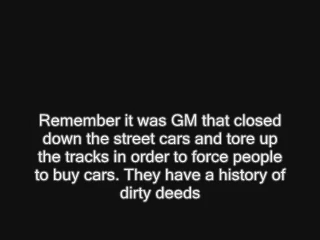 Remember it was GM that closed
down the street cars and tore up
the tracks in order to force people
to buy cars. They have a history of
dirty deeds